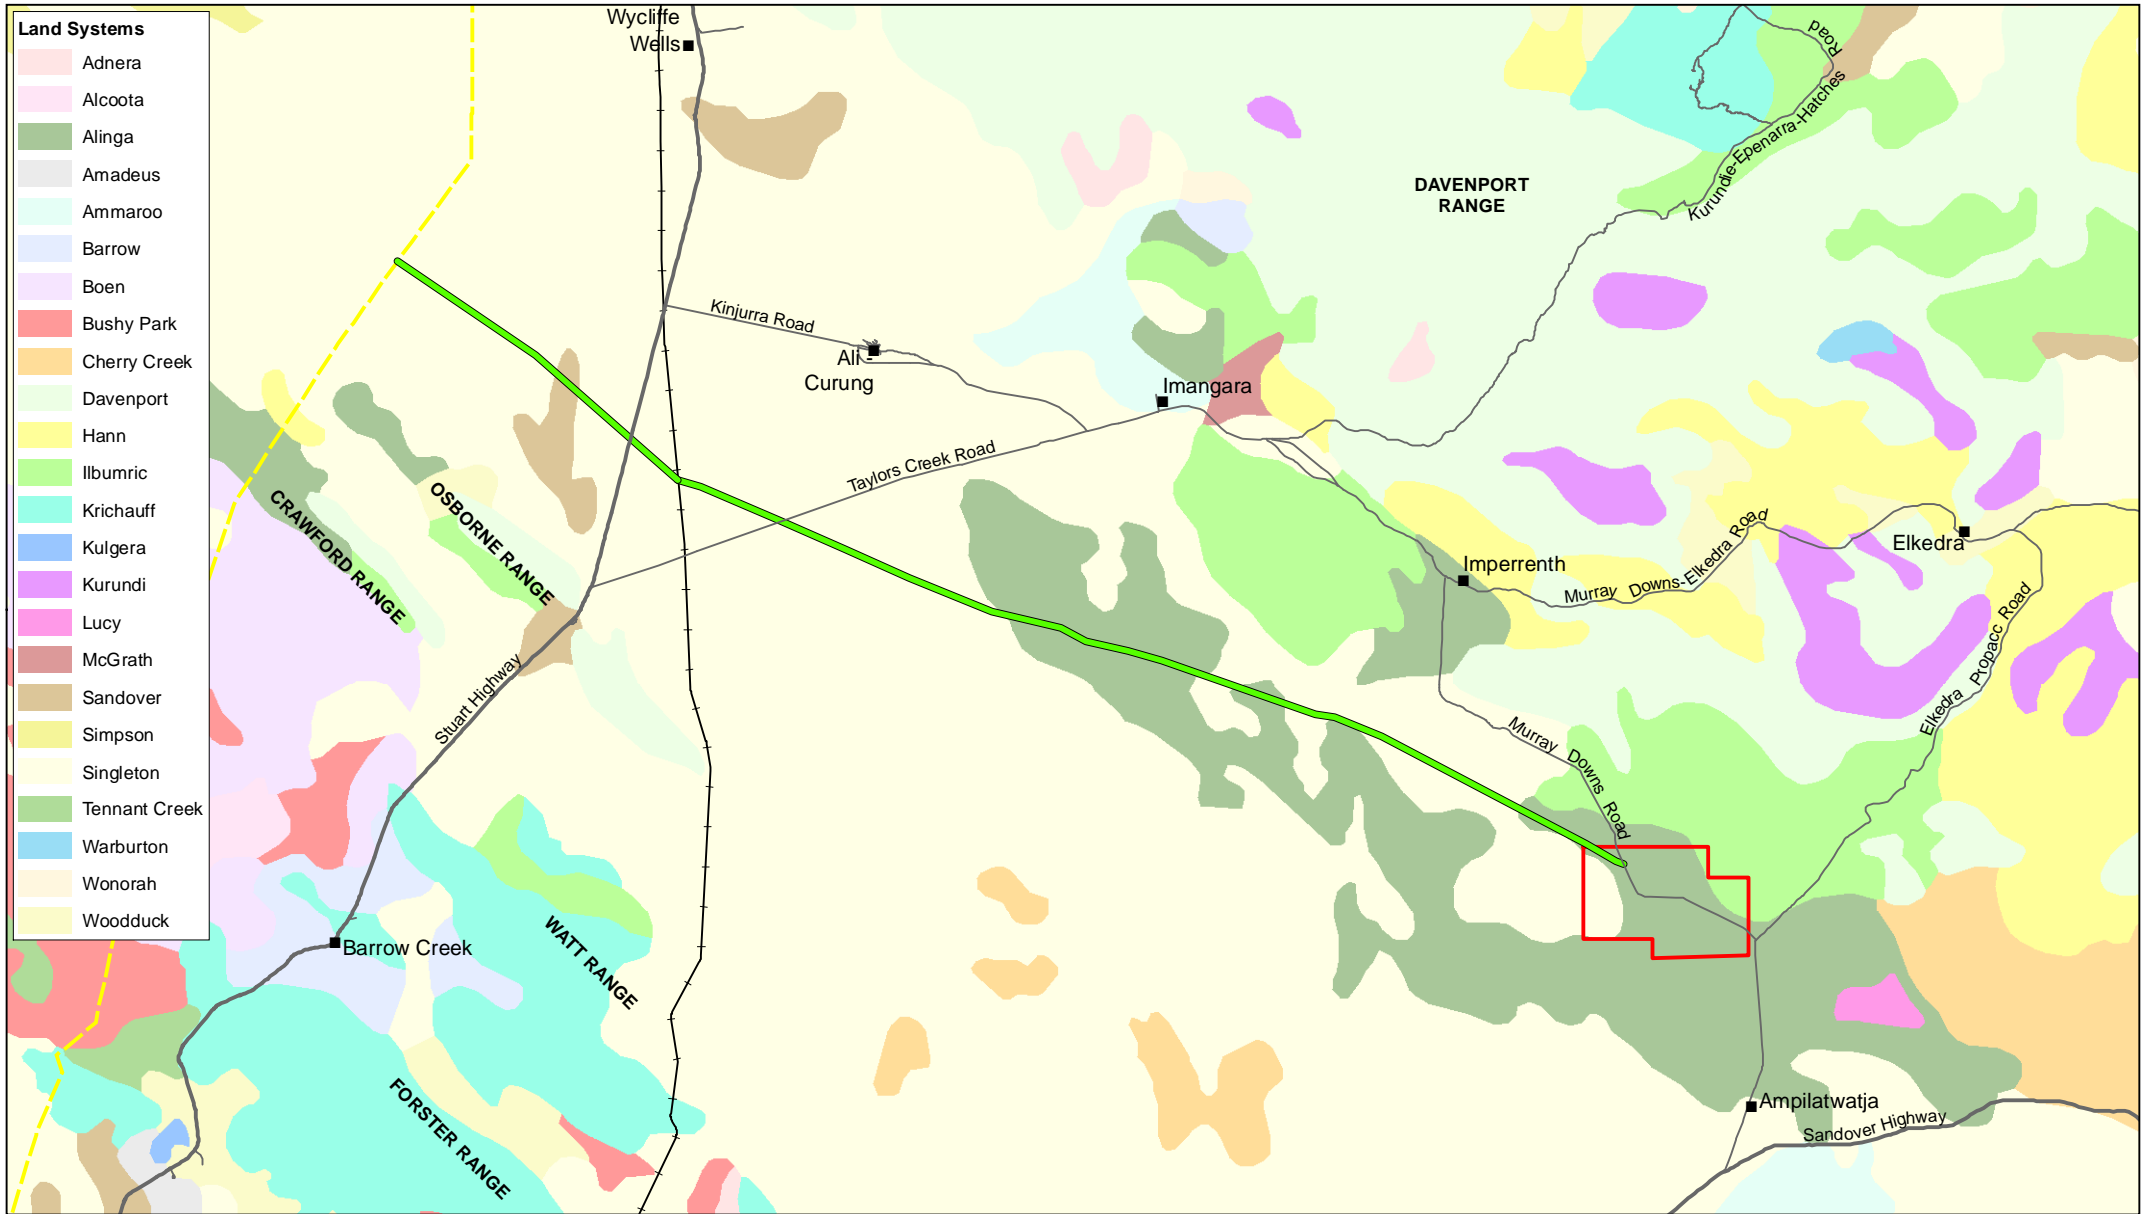 Land Systems
Adnera
Alcoota
Alinga
Amadeus
Ammaroo
Barrow
Boen
Bushy Park
Cherry Creek
Davenport
Hann
Ilbumric
Krichauff
Kulgera
Kurundi
Lucy
McGrath
Sandover
Simpson
Singleton
Tennant Creek
Warburton
Wonorah
Woodduck
Wycliffe
Wells
Kurundie-Epenarra-Hatches
Road
DAVENPORT
RANGE
Kinjurra Road
Ali -
Curung
Imangara
Taylors Creek Road
CRAWFORD RANGE
OSBORNE RANGE
Imperrenth
Murray Downs-Elkedra Road
Elkedra
Elkedra Propacc Road
Stuart Highway
Murray Downs Road
Barrow Creek
WATT RANGE
FORSTER RANGE
Ampilatwatja
Sandover Highway